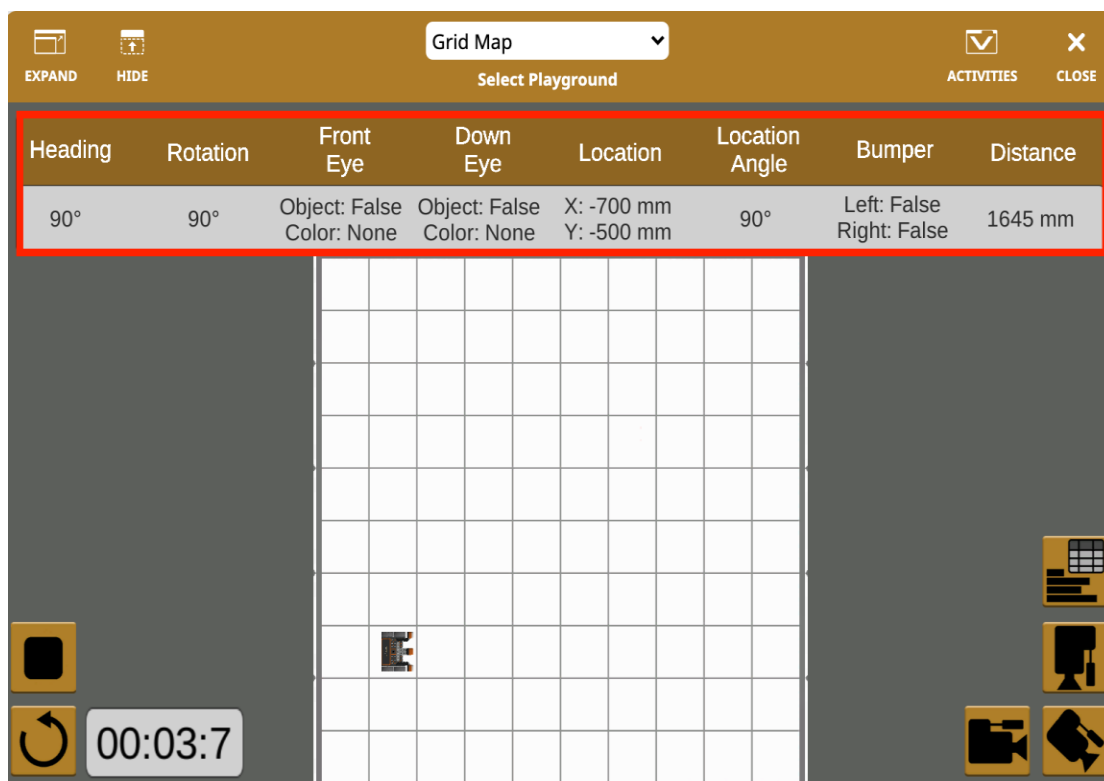 Grid Map
EXPAND
HIDE
Select Playground
ACTIVITIES
CLOSE
Heading
Rotation
Front
Eye
Down
Eye
Location
Location
Angle
Bumper
Distance
90°
90°
Object: False
Color: None
Object: False
Color: None
X: -700 mm
Y: -500 mm
90°
Left: False
Right: False
1645 mm
00:03:7